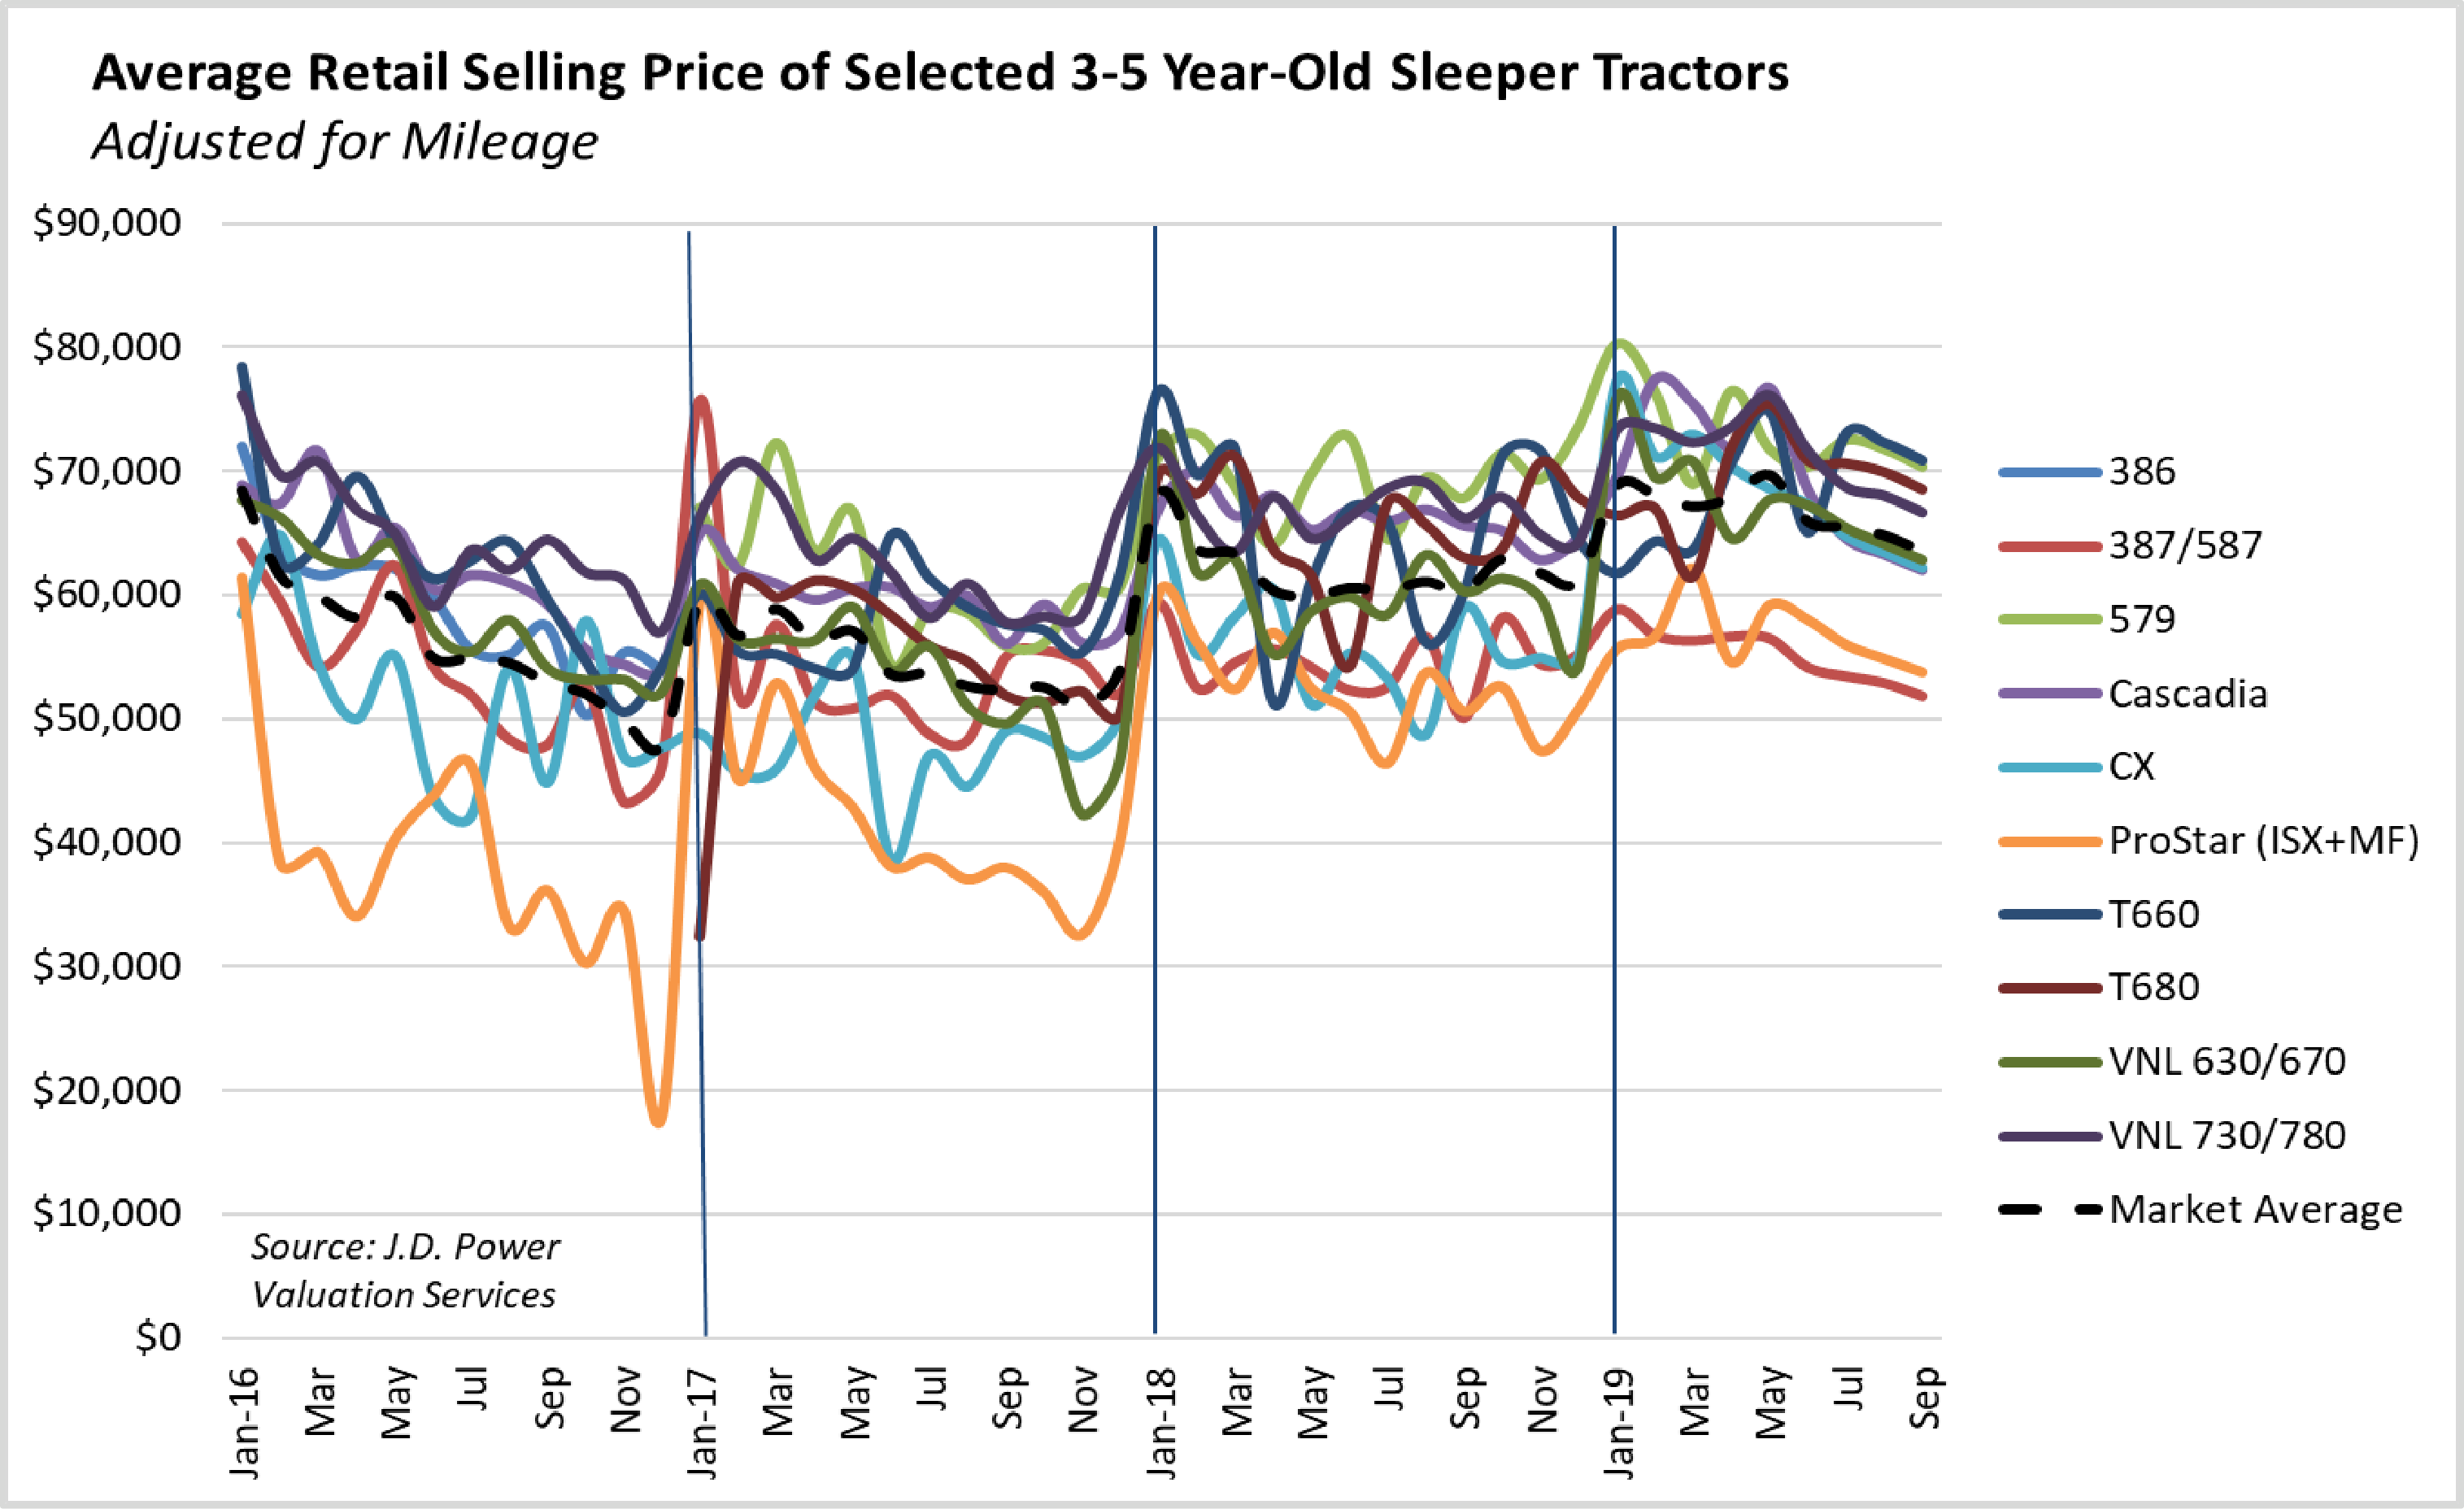 Average Retail Selling Price of Selected 3-5 Year-Old Sleeper Tractors
Adjusted for Mileage
$90,000
$80,000
$70,000
$60,000
$50,000
$40,000
$30,000
$20,000
$10,000
$0
Source: J.D. Power
Valuation Services
Jan-16
Mar
May
Jul
Sep
Nov
Jan-17
Mar
May
Jul
Sep
Nov
Jan-18
Mar
May
Jul
Sep
Nov
Jan-19
Mar
May
Jul
Sep
386
387/587
579
Cascadia
CX
ProStar (ISX+MF)
T660
T680
VNL 630/670
VNL 730/780
Market Average